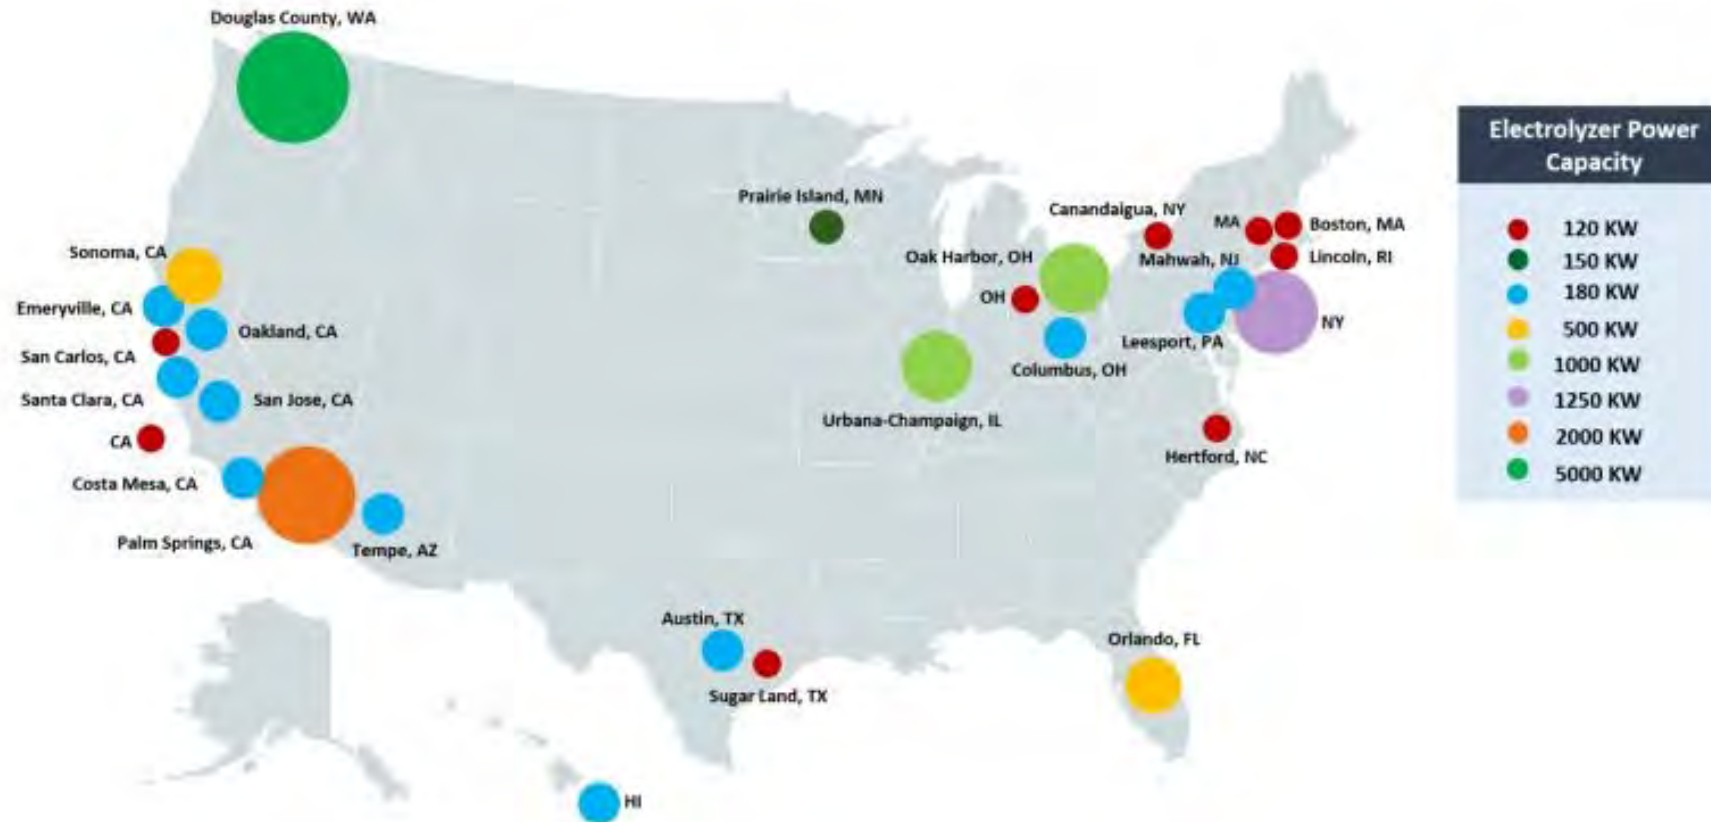 Douglas County, WA
Prairie Island, MN
Canandaigua, NY
MA
Boston, MA
Sonoma, CA
Oak Harbor, OH
Mahwah, NJ
Lincoln, RI
Emeryville, CA
OH
Oakland, CA
NY
San Carlos, CA
Leesport, PA
Columbus, OH
Santa Clara, CA
San Jose, CA
Urbana-Champaign, IL
CA
Hertford, NC
Costa Mesa, CA
Palm Springs, CA
Tempe, AZ
Austin, TX
Orlando, FL
Sugar Land, TX
HI
Electrolyzer Power
Capacity
120 KW
150 KW
180 KW
500 KW
1000 KW
1250 KW
2000 KW
5000 KW